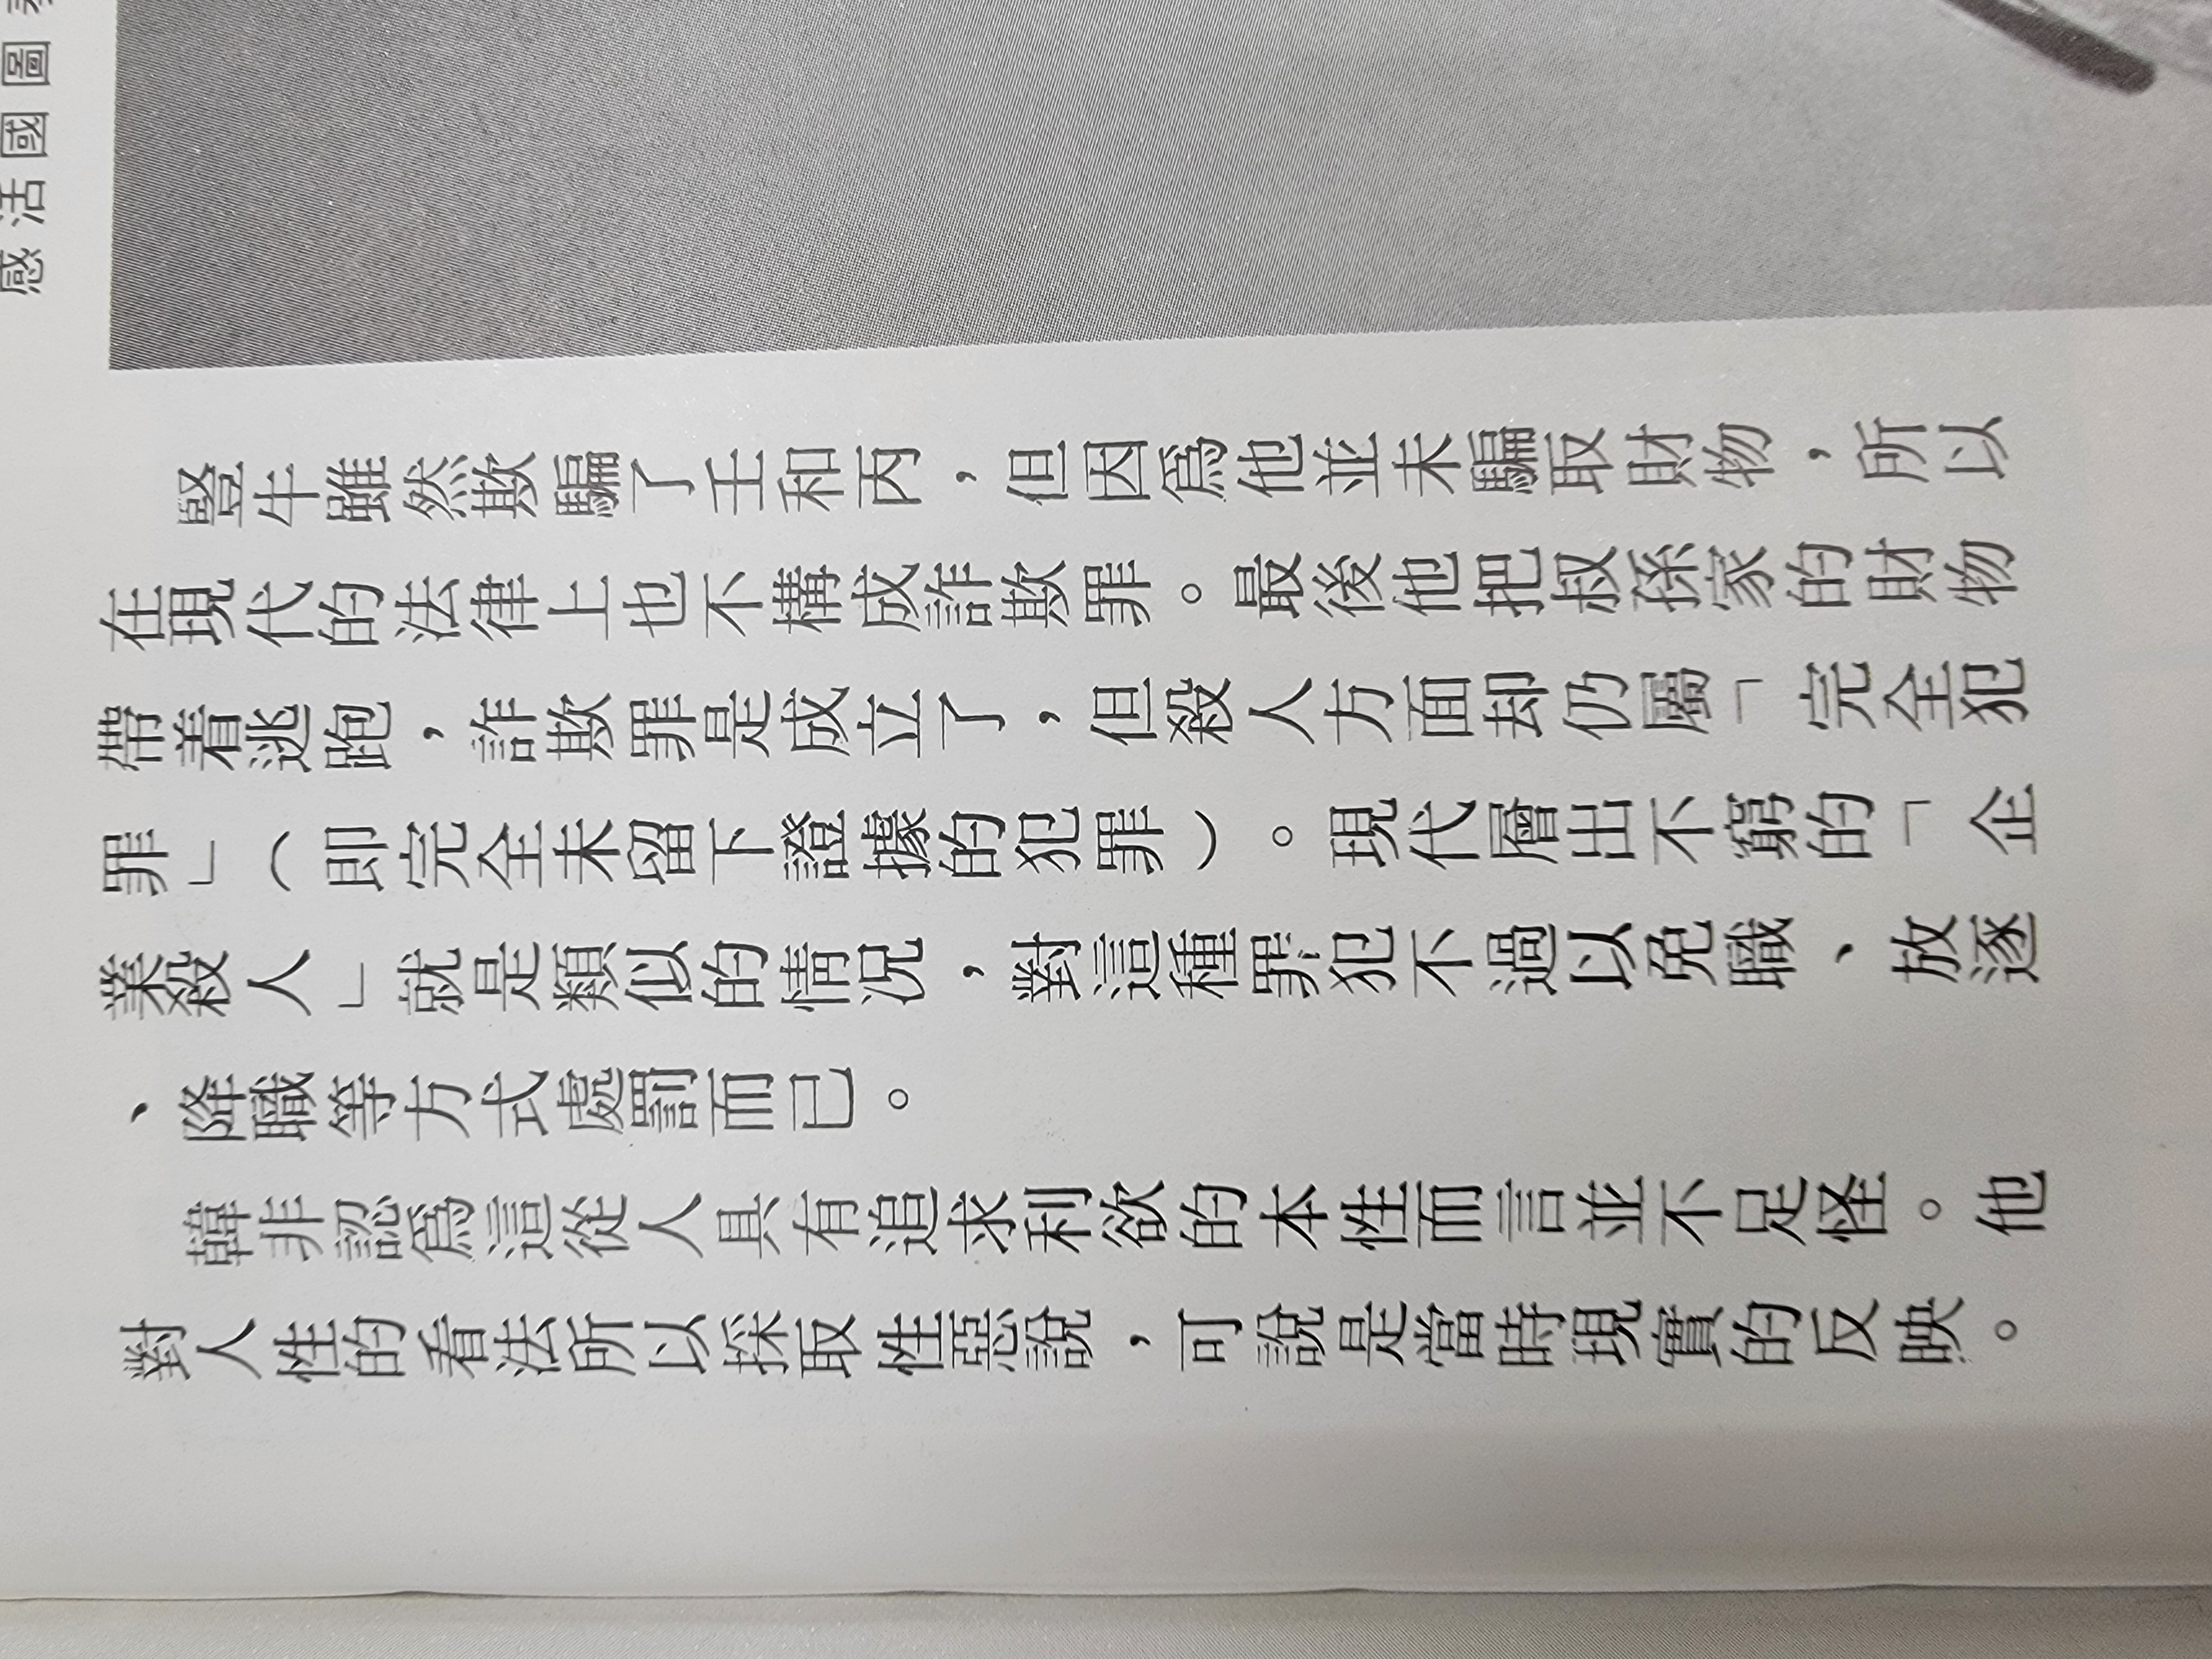 感活國圖
豎牛雖然欺騙了壬和丙，但因爲他並未騙取財物，所以
在現代的法律上也不構成詐欺罪。最後他把叔孫家的財物
帶着逃跑，詐欺罪是成立了，但殺人方面却仍屬「完全犯
罪」（即完全未留下證據的犯罪）。現代層出不窮的「企
業殺人」就是類似的情況，對這種罪犯不過以免職、放逐
、降職等方式處罰而已。
韓非認爲這從人具有追求利欲的本性而言並不足怪。他
對人性的看法所以採取性惡說，可說是當時現實的反映。